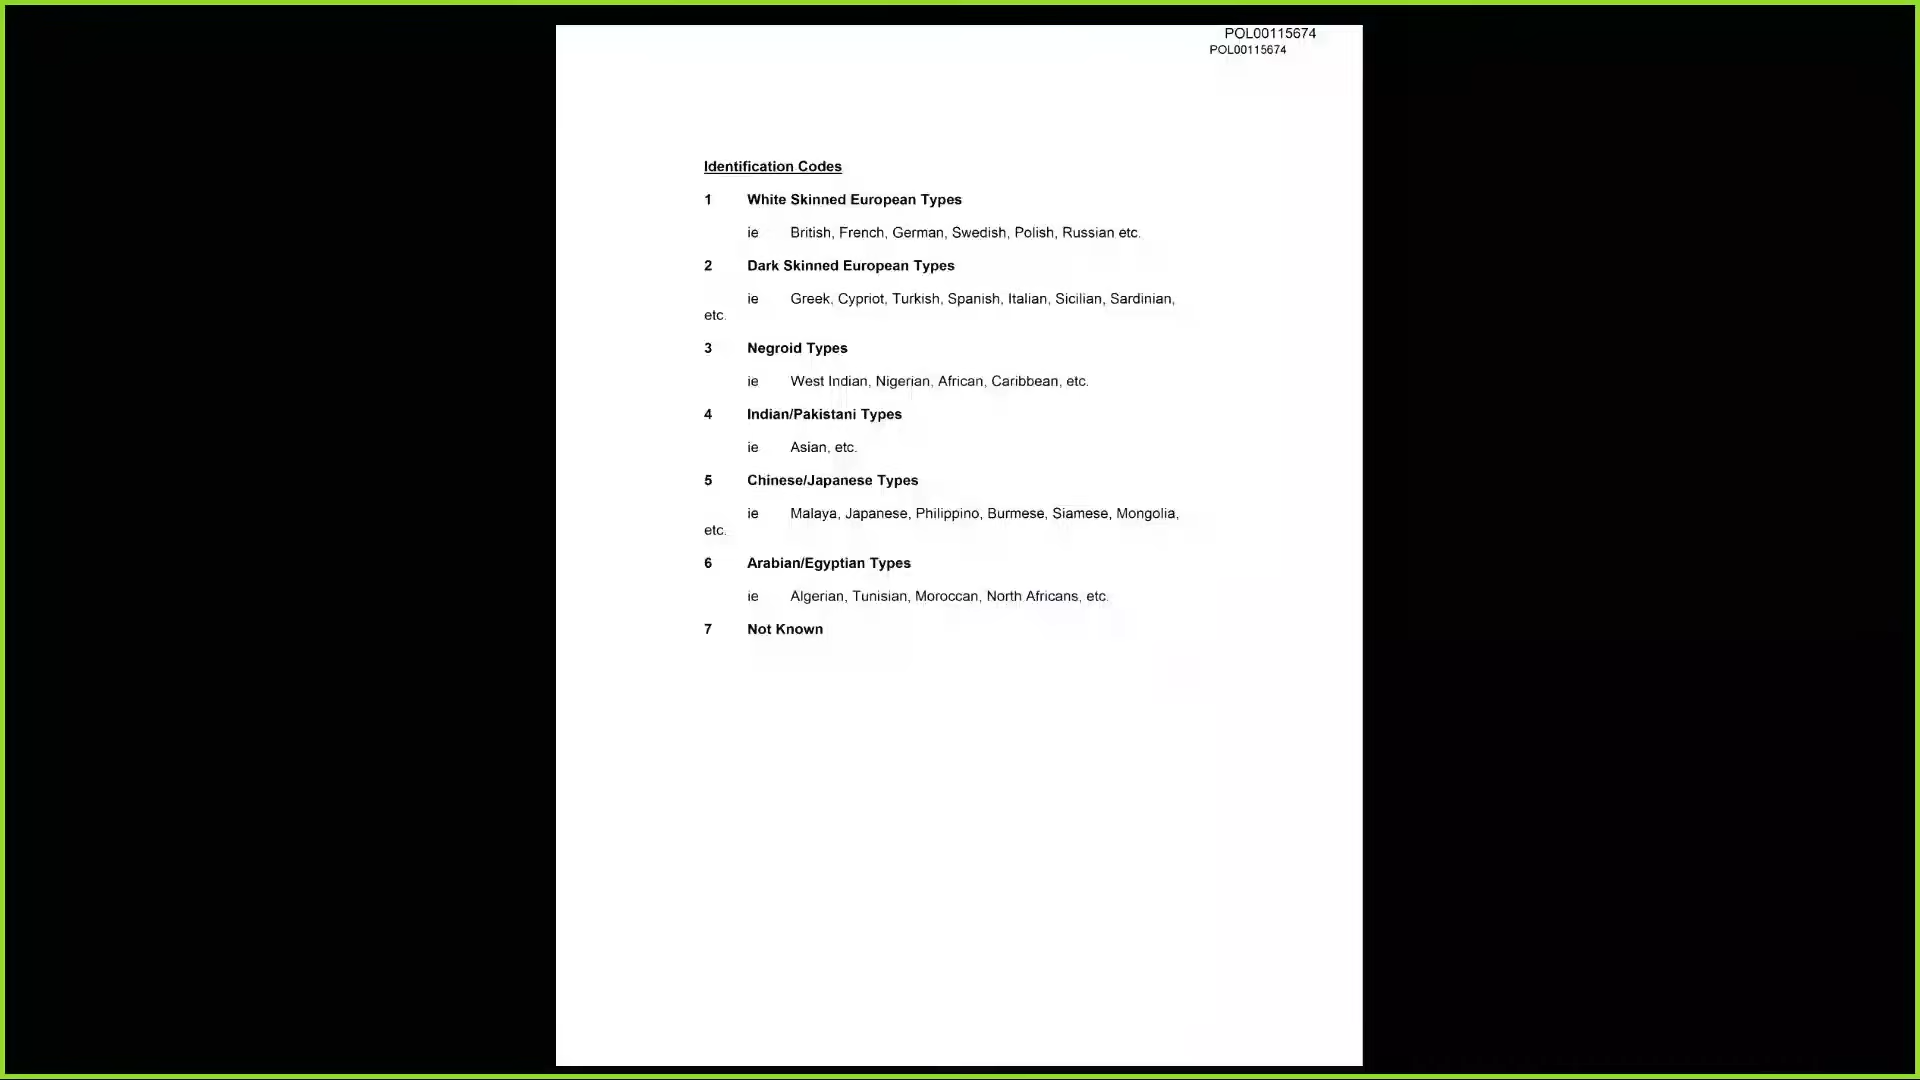 POL00115674
POL00115674
Identification Codes
1 White Skinned European Types
ie British, French, German, Swedish, Polish, Russian etc.
2 Dark Skinned European Types
ie Greek, Cypriot, Turkish, Spanish, Italian, Sicilian, Sardinian,
etc.
3 Negroid Types
ie West Indian, Nigerian, African, Caribbean, etc.
4 Indian/Pakistani Types
ie Asian, etc.
5 Chinese/Japanese Types
ie Malaya, Japanese, Philippino, Burmese, Siamese, Mongolia,
etc.
6 Arabian/Egyptian Types
ie Algerian, Tunisian, Moroccan, North Africans, etc.
7 Not Known